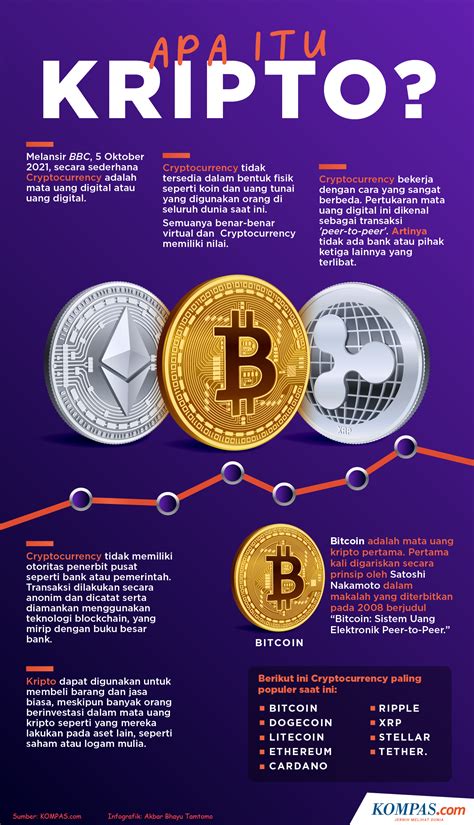 APA ITU
KRIPTO?
Melansir BBC, 5 Oktober
2021, secara sederhana
Cryptocurrency adalah
mata uang digital atau
uang digital.
Cryptocurrency tidak
tersedia dalam bentuk fisik
seperti koin dan uang tunai
yang digunakan orang di
seluruh dunia saat ini.
Semuanya benar-benar
virtual dan Cryptocurrency
memiliki nilai.
Cryptocurrency bekerja
dengan cara yang sangat
berbeda. Pertukaran mata
uang digital ini dikenal
sebagai transaksi
'peer-to-peer'. Artinya
tidak ada bank atau pihak
ketiga lainnya yang
terlibat.
XRP
Cryptocurrency tidak memiliki
otoritas penerbit pusat
seperti bank atau pemerintah.
Transaksi dilakukan secara
anonim dan dicatat serta
diamankan menggunakan
teknologi blockchain, yang
mirip dengan buku besar
bank.
BITCOIN
Bitcoin adalah mata uang
kripto pertama. Pertama
kali digariskan secara
prinsip oleh Satoshi
Nakamoto dalam
makalah yang diterbitkan
pada 2008 berjudul
“Bitcoin: Sistem Uang
Elektronik Peer-to-Peer.”
Kripto dapat digunakan untuk
membeli barang dan jasa
biasa, meskipun banyak orang
berinvestasi dalam mata uang
kripto seperti yang mereka
lakukan pada aset lain, seperti
saham atau logam mulia.
Berikut ini Cryptocurrency paling
populer saat ini:
BITCOIN
DOGECOIN
LITECOIN
ETHEREUM
CARDANO
RIPPLE
XRP
STELLAR
TETHER.
Sumber: KOMPAS.com
Infografik: Akbar Bhayu Tamtomo
KOMPAS.com
JERNIH MELIHAT DUNIA